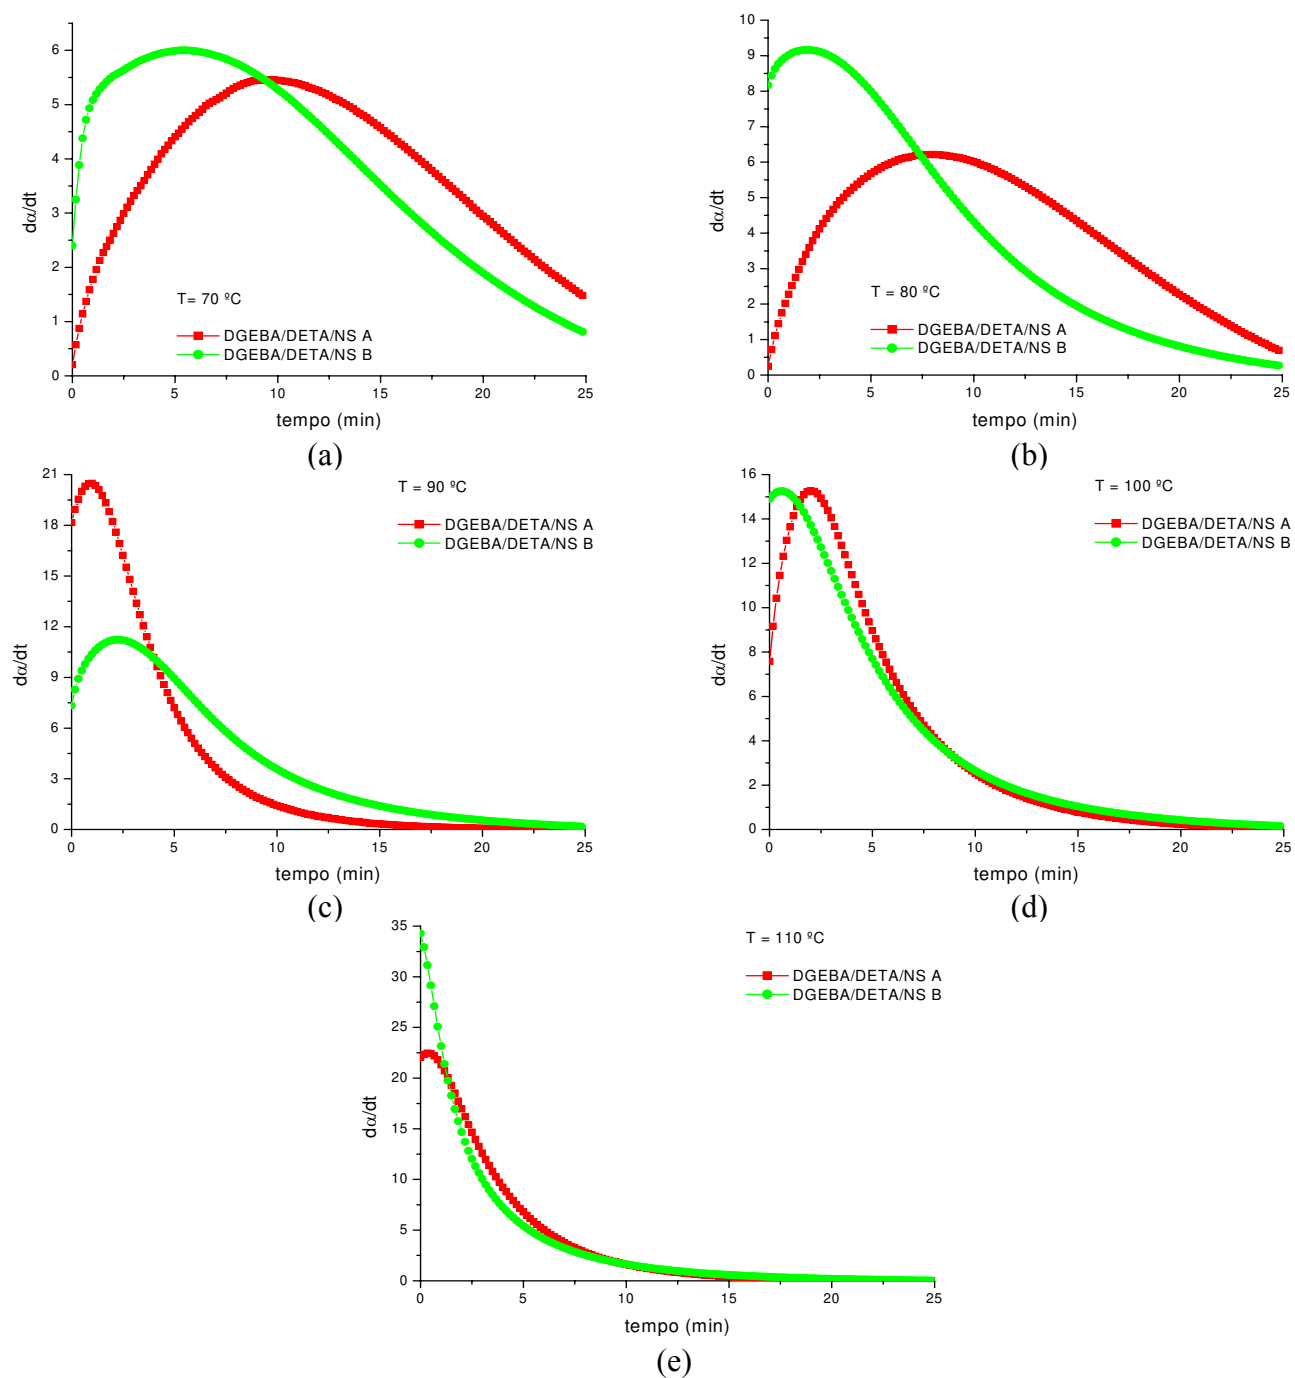 6
5
4
3
2
1
0
dα/dt
T= 70 ºC
DGEBA/DETA/NS A
DGEBA/DETA/NS B
0 5 10 15 20 25
tempo (min)
(a)
10
9
8
7
6
5
4
3
2
1
0
dα/dt
T = 80 ºC
DGEBA/DETA/NS A
DGEBA/DETA/NS B
0 5 10 15 20 25
tempo (min)
(b)
21
18
15
12
9
6
3
0
dα/dt
T = 90 ºC
DGEBA/DETA/NS A
DGEBA/DETA/NS B
0 5 10 15 20 25
tempo (min)
(c)
16
14
12
10
8
6
4
2
0
dα/dt
T = 100 ºC
DGEBA/DETA/NS A
DGEBA/DETA/NS B
0 5 10 15 20 25
tempo (min)
(d)
35
30
25
20
15
10
5
0
dα/dt
T = 110 ºC
DGEBA/DETA/NS A
DGEBA/DETA/NS B
0 5 10 15 20 25
tempo (min)
(e)